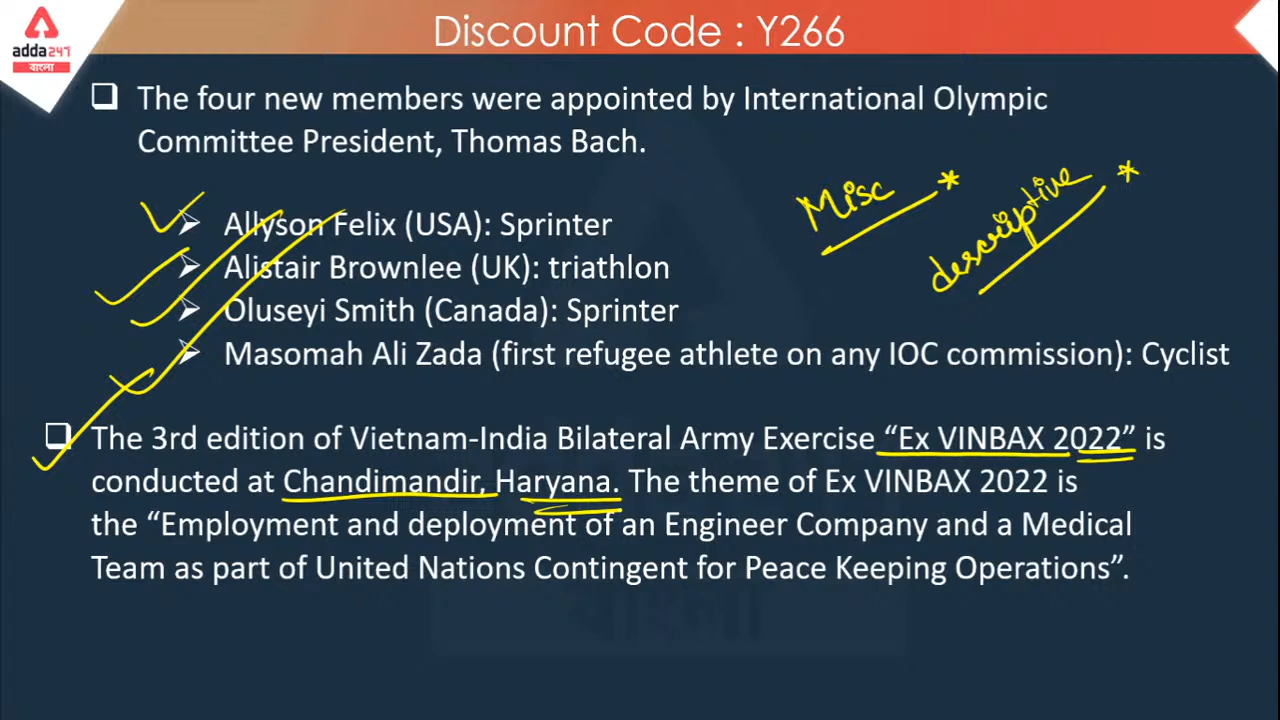 Discount Code : Y266
adda247
বাংলা
The four new members were appointed by International Olympic
Committee President, Thomas Bach.
Misc *
descriptive *
Allyson Felix (USA): Sprinter
Alistair Brownlee (UK): triathlon
Oluseyi Smith (Canada): Sprinter
Masomah Ali Zada (first refugee athlete on any IOC commission): Cyclist
The 3rd edition of Vietnam-India Bilateral Army Exercise “Ex VINBAX 2022” is
conducted at Chandimandir, Haryana. The theme of Ex VINBAX 2022 is
the “Employment and deployment of an Engineer Company and a Medical
Team as part of United Nations Contingent for Peace Keeping Operations”.
বাংলা